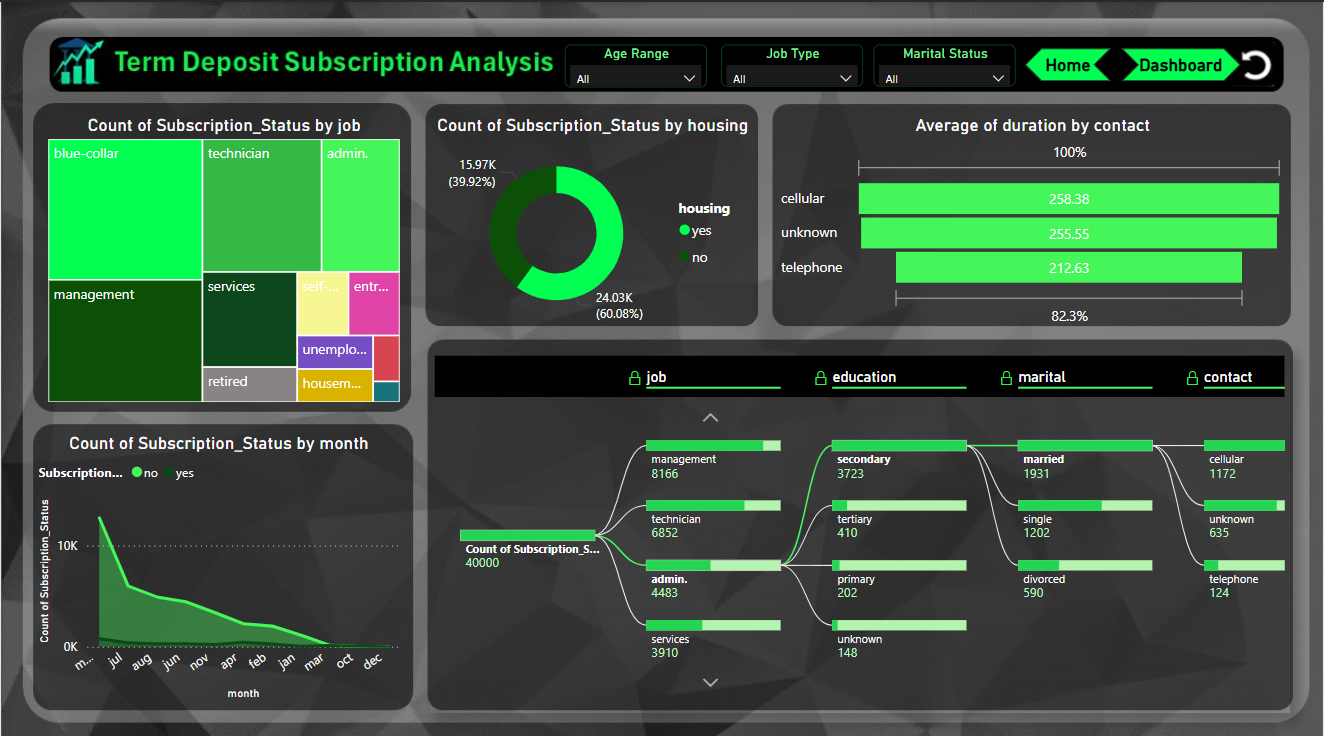 Term Deposit Subscription Analysis
Age Range
All
Job Type
All
Marital Status
All
Home
Dashboard
Count of Subscription_Status by job
blue-collar
technician
admin.
management
services
self-...
entr...
unemplo...
retired
housem...
Count of Subscription_Status by housing
15.97K
(39.92%)
24.03K
(60.08%)
housing
yes
no
Average of duration by contact
100%
cellular
258.38
unknown
255.55
telephone
212.63
82.3%
Count of Subscription_Status by month
Subscription...
no
yes
Count of Subscription_Status
10K
0K
m...
jul
aug
jun
nov
apr
feb
jan
mar
oct
dec
month
job
education
marital
contact
Count of Subscription_S...
40000
management
8166
technician
6852
admin.
4483
services
3910
secondary
3723
tertiary
410
primary
202
unknown
148
married
1931
single
1202
divorced
590
cellular
1172
unknown
635
telephone
124